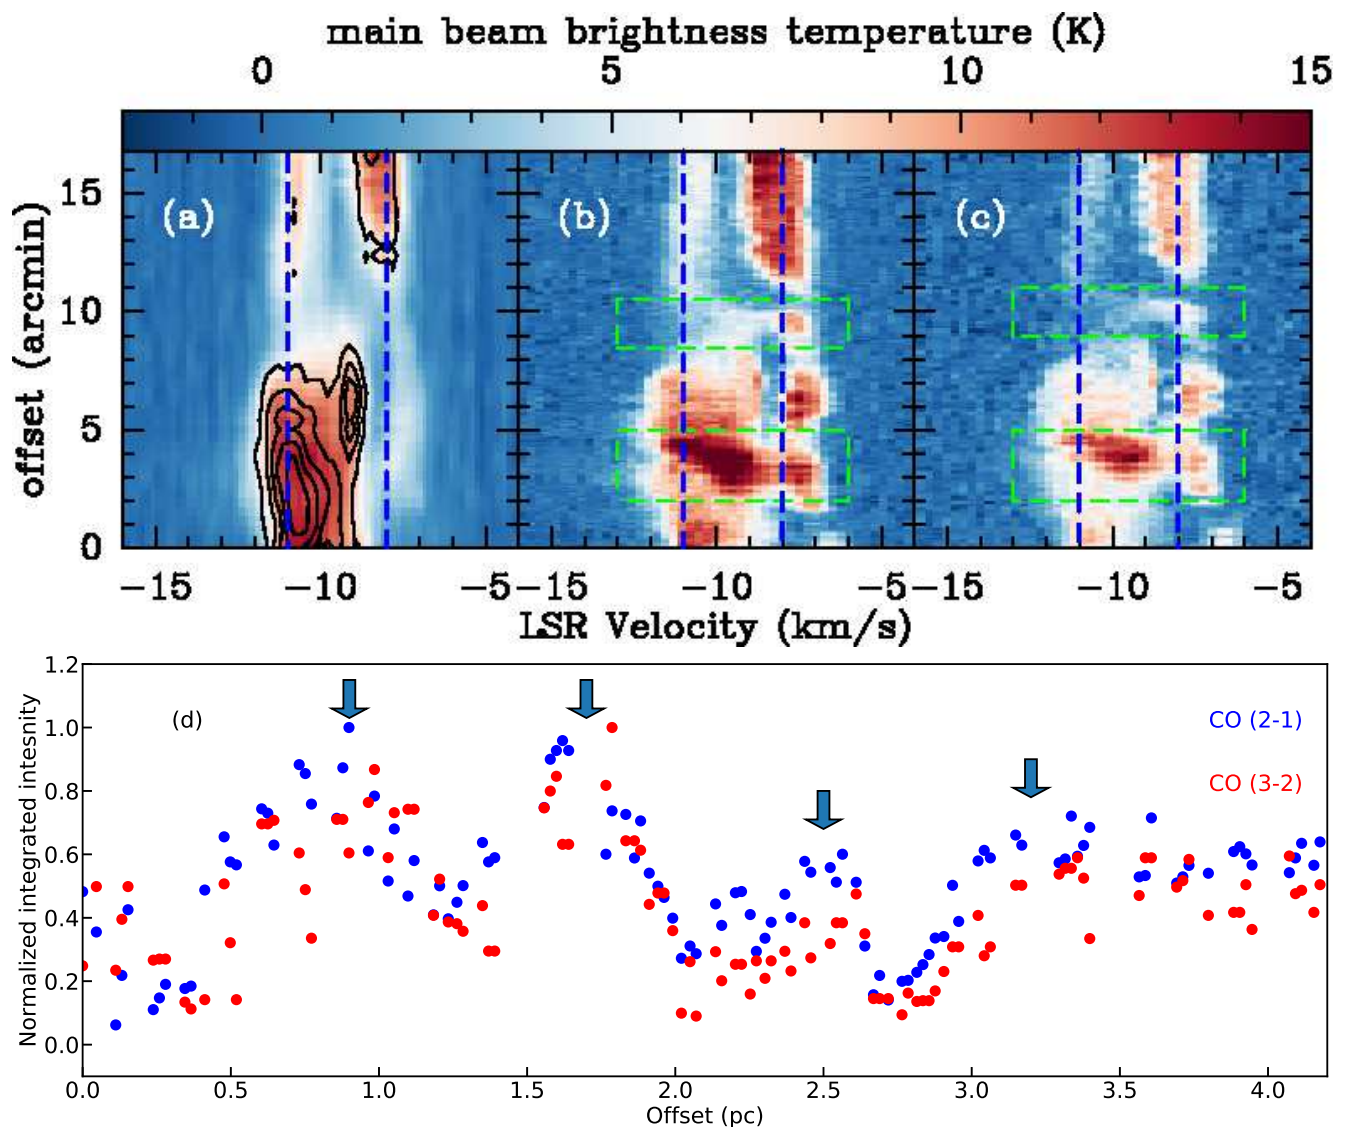 main beam brightness temperature (K)
0 5 10 15
(a) (b) (c)
15
10
5
0
offset (arcmin)
−15 −10 −5 −15 −10 −5 −15 −10 −5
LSR Velocity (km/s)
(d)
CO (2-1)
CO (3-2)
1.2
1.0
0.8
0.6
0.4
0.2
0.0
Normalized integrated intesnity
0.0 0.5 1.0 1.5 2.0 2.5 3.0 3.5 4.0
Offset (pc)